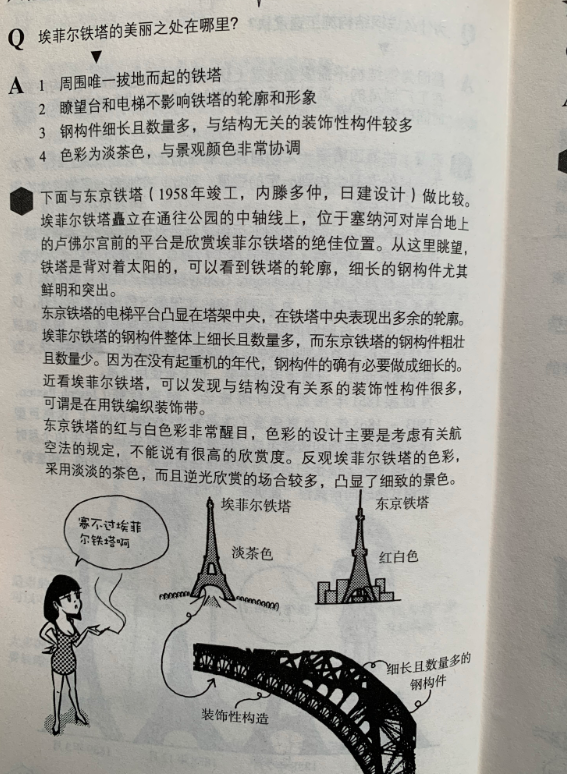 Q 埃菲尔铁塔的美丽之处在哪里?
A 1 周围唯一拔地而起的铁塔
2 瞭望台和电梯不影响铁塔的轮廓和形象
3 钢构件细长且数量多，与结构无关的装饰性构件较多
4 色彩为淡茶色，与景观颜色非常协调
下面与东京铁塔（1958年竣工，内滕多仲，日建设计）做比较。
埃菲尔铁塔矗立在通往公园的中轴线上，位于塞纳河对岸台地上
的卢佛尔宫前的平台是欣赏埃菲尔铁塔的绝佳位置。从这里眺望，
铁塔是背对着太阳的，可以看到铁塔的轮廓，细长的钢构件尤其
鲜明和突出。
东京铁塔的电梯平台凸显在塔架中央，在铁塔中央表现出多余的轮廓。
埃菲尔铁塔的钢构件整体上细长且数量多，而东京铁塔的钢构件粗壮
且数量少。因为在没有起重机的年代，钢构件的确有必要做成细长的。
近看埃菲尔铁塔，可以发现与结构没有关系的装饰性构件很多，
可谓是在用铁编织装饰带。
东京铁塔的红与白色彩非常醒目，色彩的设计主要是考虑有关航
空法的规定，不能说有很高的欣赏度。反观埃菲尔铁塔的色彩，
采用淡淡的茶色，而且逆光欣赏的场合较多，凸显了细致的景色。
埃菲尔铁塔
东京铁塔
赢不过埃菲
尔铁塔啊
淡茶色
红白色
细长且数量多的
钢构件
装饰性构造